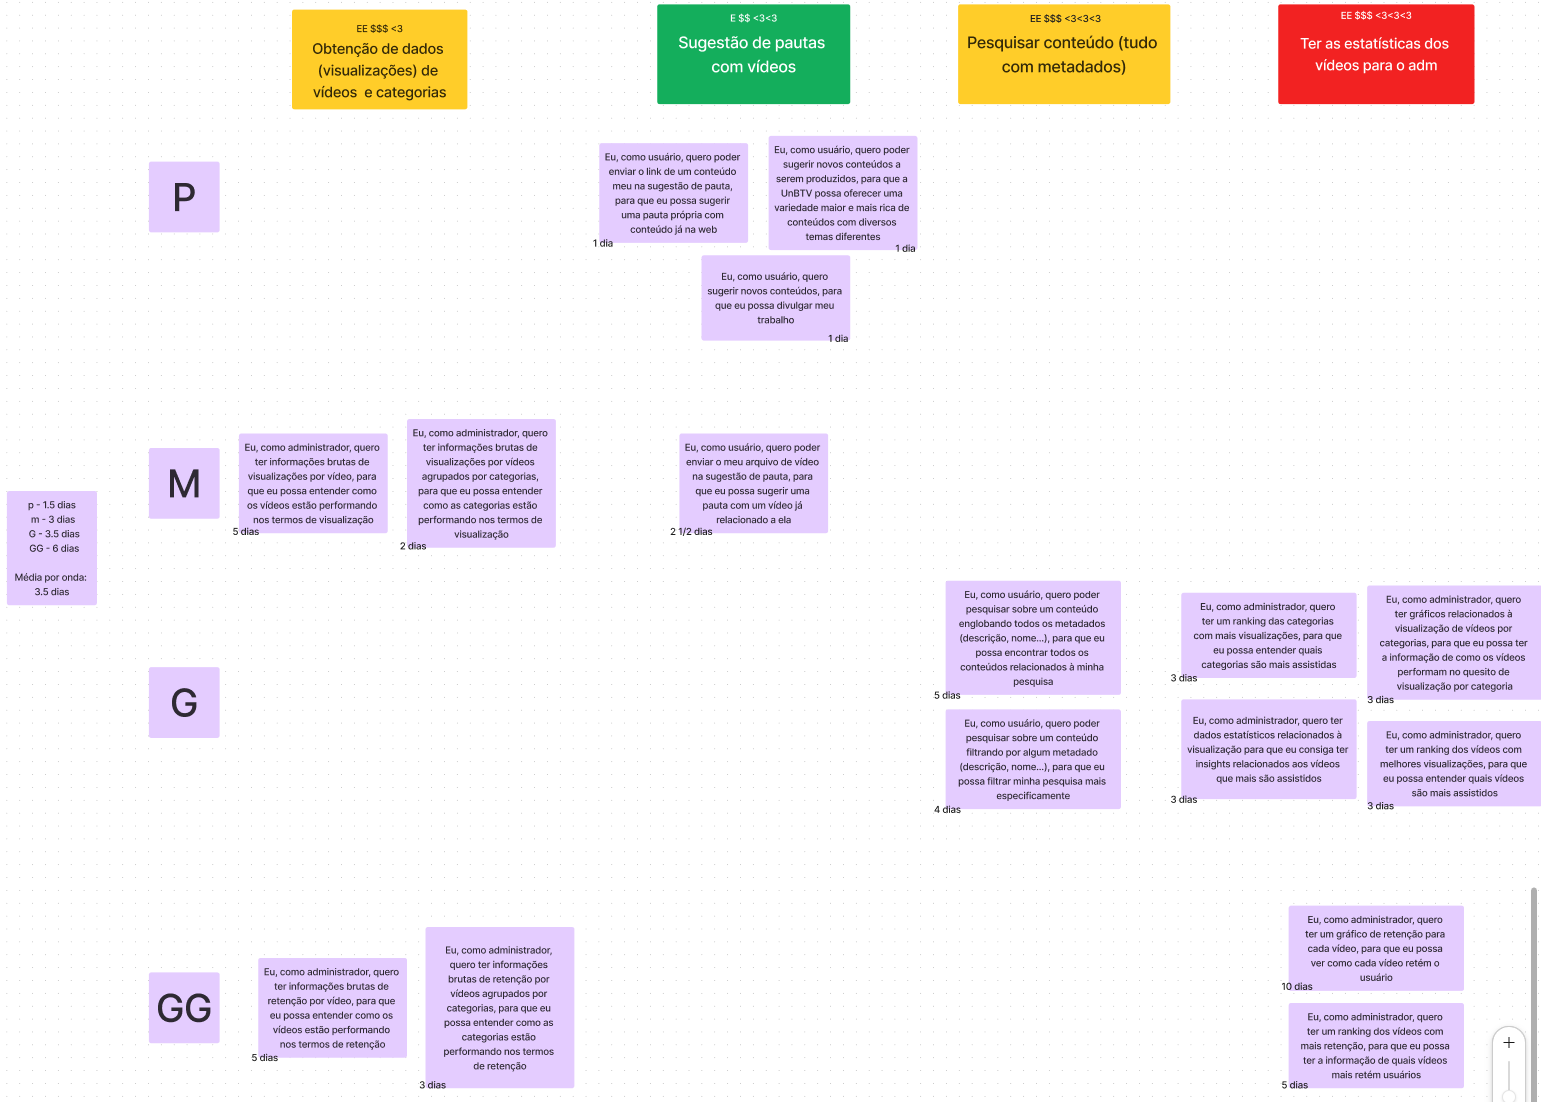 EE $$$ <3
Obtenção de dados
(visualizações) de
vídeos e categorias
E $$ <3<3
Sugestão de pautas
com vídeos
EE $$$ <3<3<3
Pesquisar conteúdo (tudo
com metadados)
EE $$$ <3<3<3
Ter as estatísticas dos
vídeos para o adm
P
Eu, como usuário, quero poder
enviar o link de um conteúdo
meu na sugestão de pauta,
para que eu possa sugerir
uma pauta própria com
conteúdo já na web
1 dia
Eu, como usuário, quero poder
sugerir novos conteúdos a
serem produzidos, para que a
UnBTV possa oferecer uma
variedade maior e mais rica de
conteúdos com diversos
temas diferentes
1 dia
Eu, como usuário, quero
sugerir novos conteúdos, para
que eu possa divulgar meu
trabalho
1 dia
p - 1.5 dias
m - 3 dias
G - 3.5 dias
GG - 6 dias
Média por onda:
3.5 dias
M
Eu, como administrador, quero
ter informações brutas de
visualizações por vídeo, para
que eu possa entender como
os vídeos estão performando
nos termos de visualização
5 dias
Eu, como administrador, quero
ter informações brutas de
visualizações por vídeos
agrupados por categorias,
para que eu possa entender
como as categorias estão
performando nos termos de
visualização
2 dias
Eu, como usuário, quero poder
enviar o meu arquivo de vídeo
na sugestão de pauta, para
que eu possa sugerir uma
pauta com um vídeo já
relacionado a ela
2 1/2 dias
G
Eu, como usuário, quero poder
pesquisar sobre um conteúdo
englobando todos os metadados
(descrição, nome...), para que eu
possa encontrar todos os
conteúdos relacionados à minha
pesquisa
5 dias
Eu, como usuário, quero poder
pesquisar sobre um conteúdo
filtrando por algum metadado
(descrição, nome...), para que eu
possa filtrar minha pesquisa mais
especificamente
4 dias
Eu, como administrador, quero
ter um ranking das categorias
com mais visualizações, para que
eu possa entender quais
categorias são mais assistidas
3 dias
Eu, como administrador, quero
ter gráficos relacionados à
visualização de vídeos por
categorias, para que eu possa ter
a informação de como os vídeos
performam no quesito de
visualização por categoria
3 dias
Eu, como administrador, quero ter
dados estatísticos relacionados à
visualização para que eu consiga ter
insights relacionados aos vídeos
que mais são assistidos
3 dias
Eu, como administrador, quero
ter um ranking dos vídeos com
melhores visualizações, para que
eu possa entender quais vídeos
são mais assistidos
3 dias
GG
Eu, como administrador, quero
ter informações brutas de
retenção por vídeo, para que
eu possa entender como os
vídeos estão performando
nos termos de retenção
5 dias
Eu, como administrador,
quero ter informações
brutas de retenção por
vídeos agrupados por
categorias, para que eu
possa entender como as
categorias estão
performando nos termos
de retenção
3 dias
Eu, como administrador, quero
ter um gráfico de retenção para
cada vídeo, para que eu possa
ver como cada vídeo retém o
usuário
10 dias
Eu, como administrador, quero
ter um ranking dos vídeos com
mais retenção, para que eu possa
ter a informação de quais vídeos
mais retém usuários
5 dias